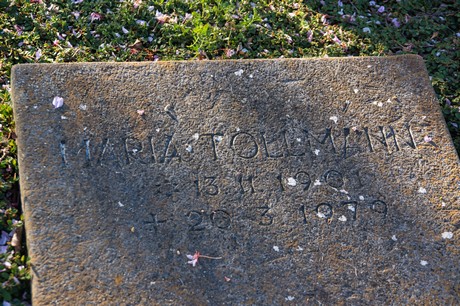 MARIA TOLLMANN
* 13.11.1901
+ 20.3.1979